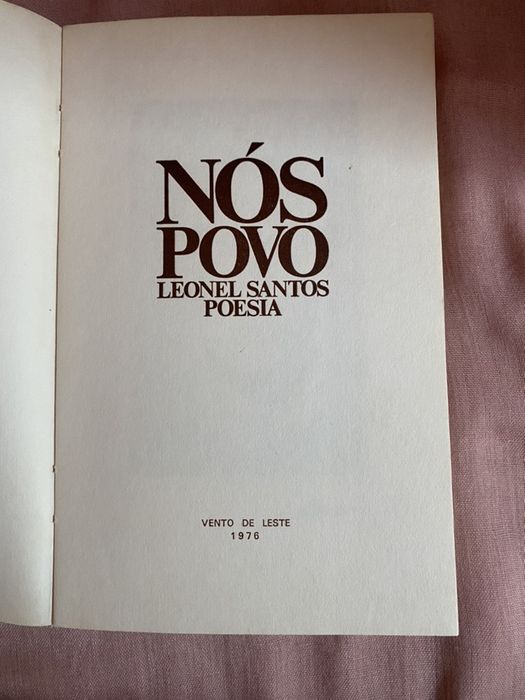 NÓS
POVO
LEONEL SANTOS
POESIA
VENTO DE LESTE
1976